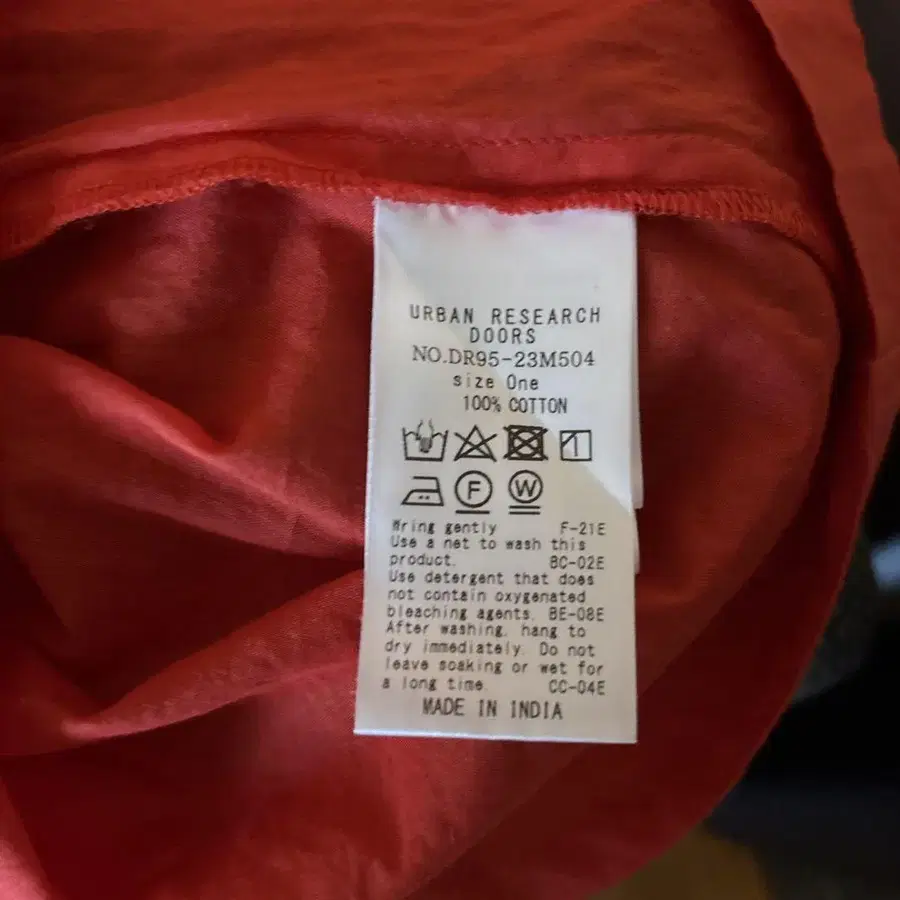 URBAN RESEARCH
DOORS
NO.DR95-23M504
size One
100% COTTON
F W
Wring gently F-21E
Use a net to wash this
product. BC-02E
Use detergent that does
not contain oxygenated
bleaching agents. BE-08E
After washing, hang to
dry immediately. Do not
leave soaking or wet for
a long time. CC-04E
MADE IN INDIA